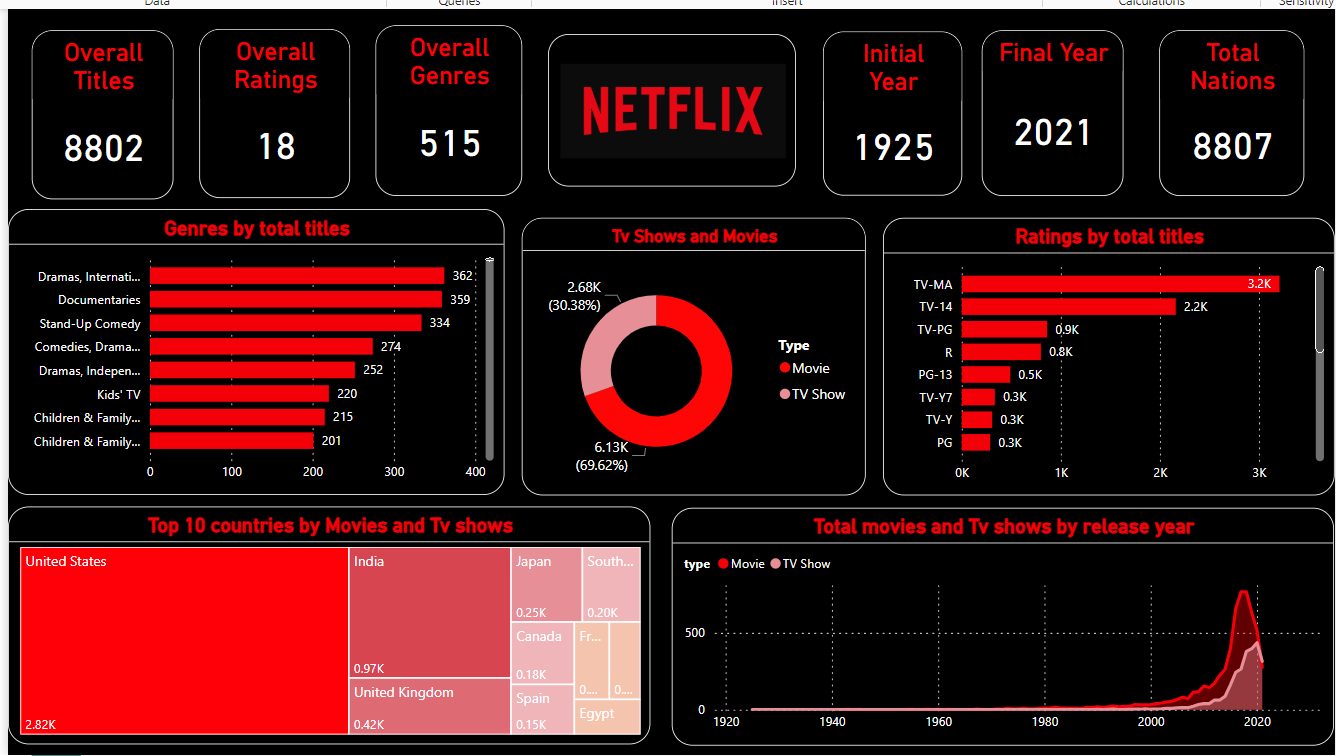 Data
Queries
Insert
Calculations
Sensitivity
Overall
Titles
8802
Overall
Ratings
18
Overall
Genres
515
NETFLIX
Initial
Year
1925
Final Year
2021
Total
Nations
8807
Genres by total titles
Dramas, Internati...
362
Documentaries
359
Stand-Up Comedy
334
Comedies, Drama...
274
Dramas, Indepen...
252
Kids' TV
220
Children & Family...
215
Children & Family...
201
0
100
200
300
400
Tv Shows and Movies
2.68K
(30.38%)
6.13K
(69.62%)
Type
Movie
TV Show
Ratings by total titles
TV-MA
3.2K
TV-14
2.2K
TV-PG
0.9K
R
0.8K
PG-13
0.5K
TV-Y7
0.3K
TV-Y
0.3K
PG
0.3K
0K
1K
2K
3K
Top 10 countries by Movies and Tv shows
United States
2.82K
India
0.97K
United Kingdom
0.42K
Japan
0.25K
South...
0.20K
Canada
0.18K
Spain
0.15K
Fr...
0....
0....
Egypt
Total movies and Tv shows by release year
type Movie TV Show
500
0
1920
1940
1960
1980
2000
2020